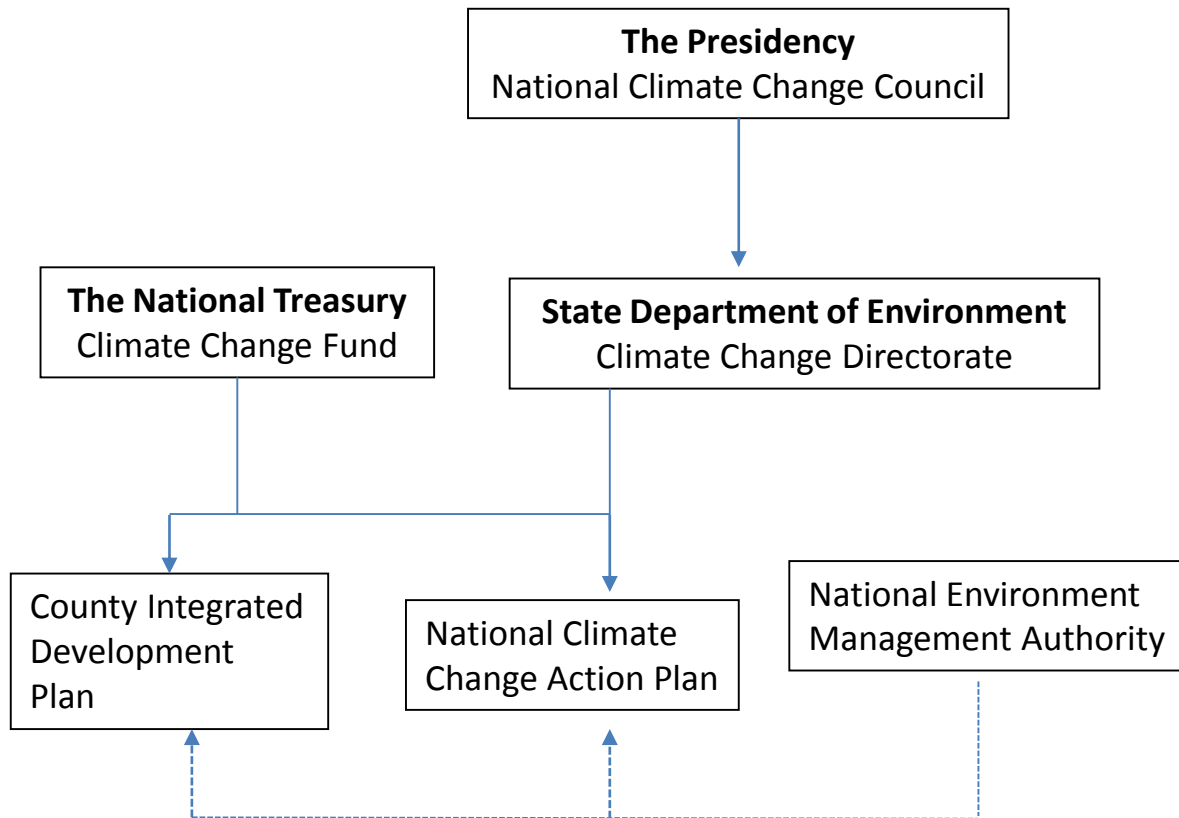 The Presidency
National Climate Change Council
The National Treasury
Climate Change Fund
State Department of Environment
Climate Change Directorate
County Integrated
Development
Plan
National Climate
Change Action Plan
National Environment
Management Authority